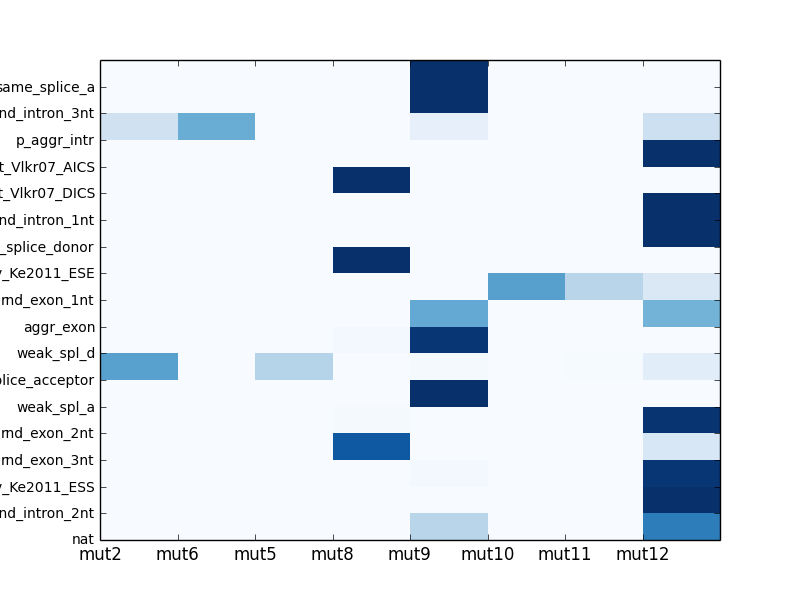 same_splice_a
nd_intron_3nt
p_aggr_intr
t_Vlkr07_AICS
t_Vlkr07_DICS
nd_intron_1nt
_splice_donor
y_Ke2011_ESE
rnd_exon_1nt
aggr_exon
weak_spl_d
plice_acceptor
weak_spl_a
rnd_exon_2nt
rnd_exon_3nt
y_Ke2011_ESS
nd_intron_2nt
nat
mut2 mut6 mut5 mut8 mut9 mut10 mut11 mut12